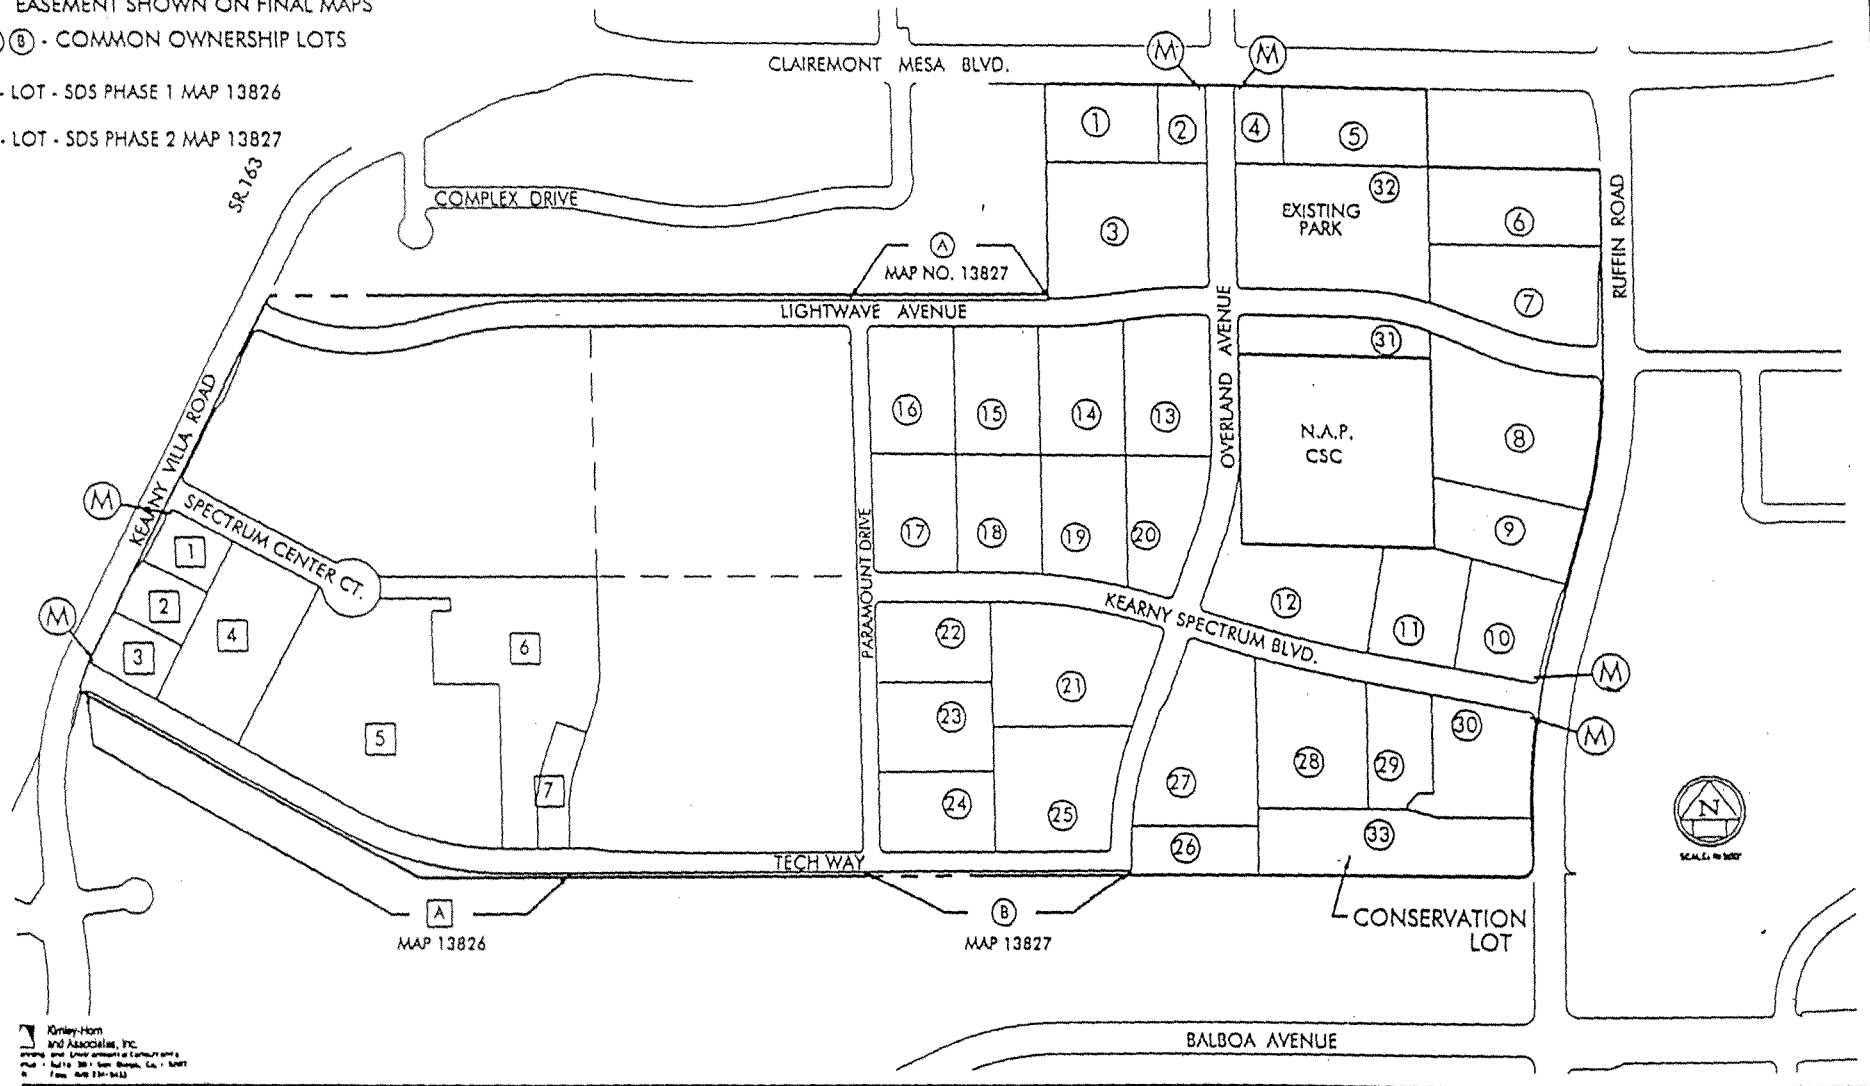 EASEMENT SHOWN ON FINAL MAPS
B - COMMON OWNERSHIP LOTS
- LOT - SDS PHASE 1 MAP 13826
- LOT - SDS PHASE 2 MAP 13827
CLAIREMONT MESA BLVD.
M
M
1
2
4
5
SR.163
COMPLEX DRIVE
3
32
EXISTING
PARK
6
RUFFIN ROAD
A
MAP NO. 13827
7
LIGHTWAVE AVENUE
OVERLAND AVENUE
31
KEARNY VILLA ROAD
16
15
14
13
N.A.P.
CSC
8
M
SPECTRUM CENTER CT.
PARAMOUNT DRIVE
17
18
19
20
9
1
2
3
4
M
6
5
7
KEARNY SPECTRUM BLVD.
12
11
10
M
22
21
23
24
25
M
30
28
29
27
26
33
N
TECH WAY
A
MAP 13826
B
MAP 13827
CONSERVATION
LOT
Kimley-Horn
and Associates, Inc.
BALBOA AVENUE